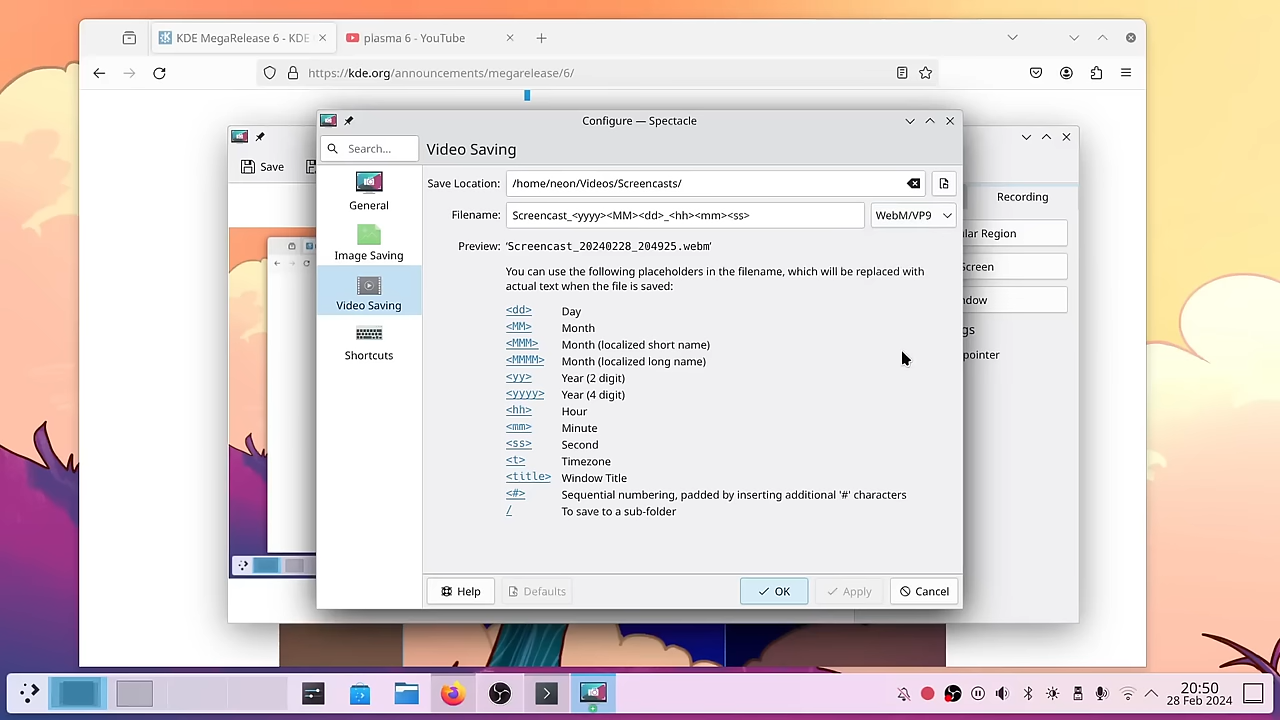 KDE MegaRelease 6 - KDE
plasma 6 - YouTube
https://kde.org/announcements/megarelease/6/
Configure — Spectacle
Search...
Video Saving
Save
General
Image Saving
Video Saving
Shortcuts
Save Location: /home/neon/Videos/Screencasts/
Filename: Screencast_<yyyy><MM><dd>_<hh><mm><ss> WebM/VP9
Preview: 'Screencast_20240228_204925.webm'
You can use the following placeholders in the filename, which will be replaced with
actual text when the file is saved:
<dd> Day
<MM> Month
<MMM> Month (localized short name)
<MMMM> Month (localized long name)
<yy> Year (2 digit)
<yyyy> Year (4 digit)
<hh> Hour
<mm> Minute
<ss> Second
<t> Timezone
<title> Window Title
<#> Sequential numbering, padded by inserting additional '#' characters
/ To save to a sub-folder
Help
Defaults
OK
Apply
Cancel
Recording
lar Region
Screen
ndow
gs
pointer
20:50
28 Feb 2024